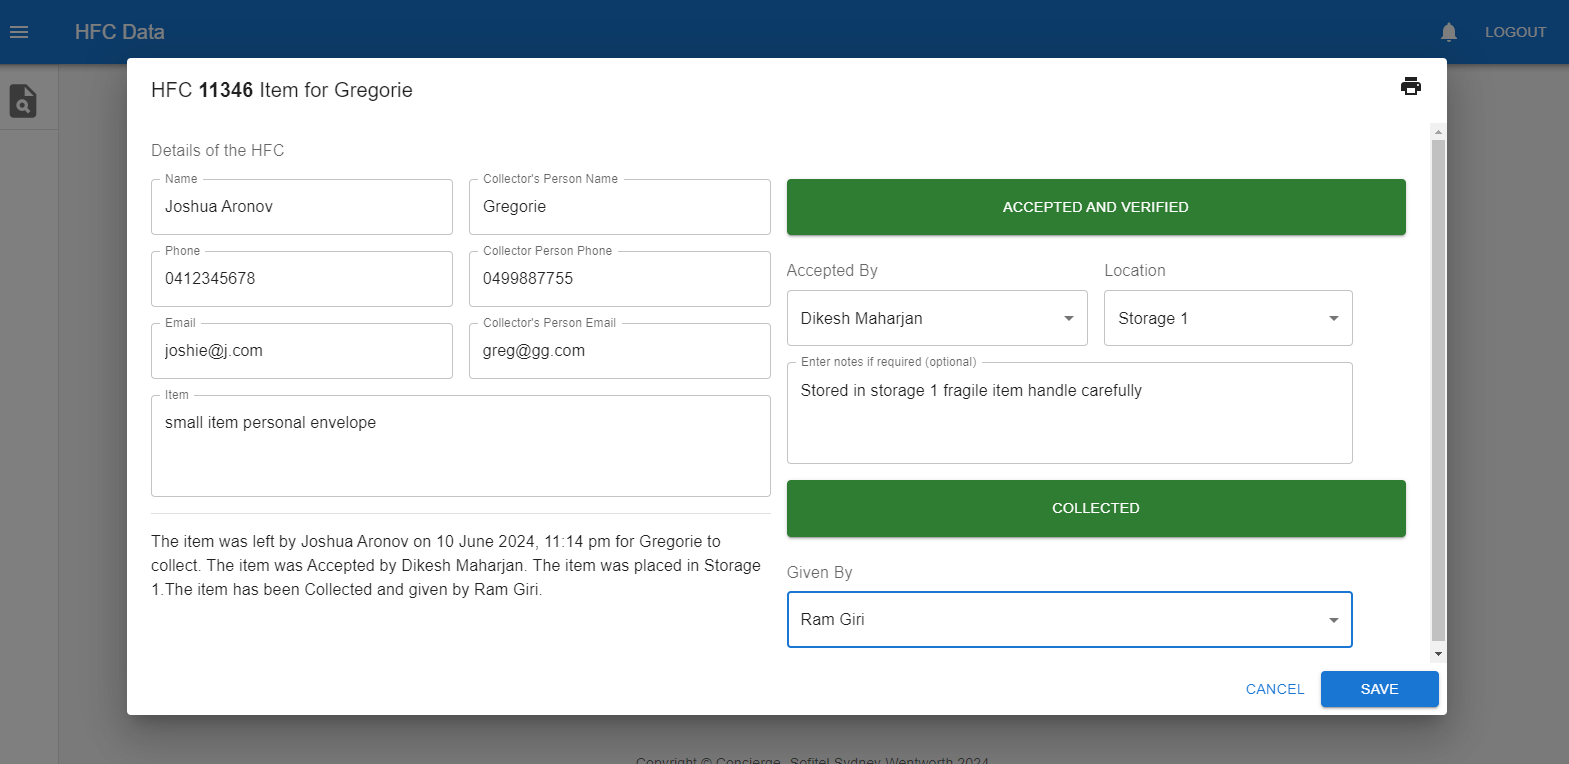 HFC Data
LOGOUT
HFC 11346 Item for Gregorie
Details of the HFC
Name
Joshua Aronov
Collector's Person Name
Gregorie
Phone
0412345678
Collector Person Phone
0499887755
Email
joshie@j.com
Collector's Person Email
greg@gg.com
Item
small item personal envelope
The item was left by Joshua Aronov on 10 June 2024, 11:14 pm for Gregorie to
collect. The item was Accepted by Dikesh Maharjan. The item was placed in Storage
1.The item has been Collected and given by Ram Giri.
ACCEPTED AND VERIFIED
Accepted By
Dikesh Maharjan
Location
Storage 1
Enter notes if required (optional)
Stored in storage 1 fragile item handle carefully
COLLECTED
Given By
Ram Giri
CANCEL
SAVE
Copyright © Concierge, Sofitel Sydney Wentworth 2024